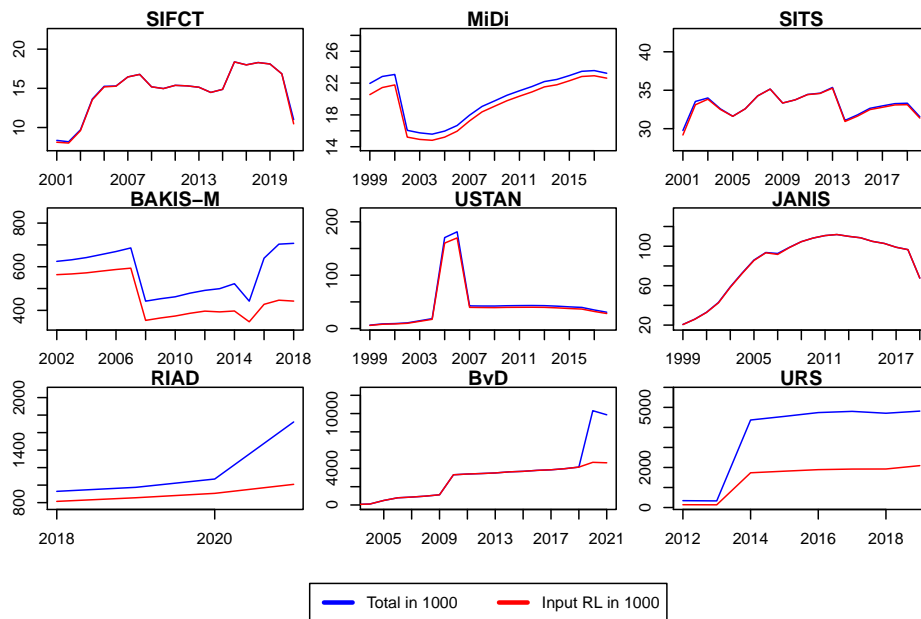 SIFCT
10 15 20
2001 2007 2013 2019
MiDi
14 18 22 26
1999 2003 2007 2011 2015
SITS
30 35 40
2001 2005 2009 2013 2017
BAKIS−M
400 600 800
2002 2006 2010 2014 2018
USTAN
0 50 100 200
1999 2003 2007 2011 2015
JANIS
20 60 100
1999 2005 2011 2017
RIAD
800 1400 2000
2018 2020
BvD
0 4000 10000
2005 2009 2013 2017 2021
URS
0 2000 5000
2012 2014 2016 2018
Total in 1000 Input RL in 1000